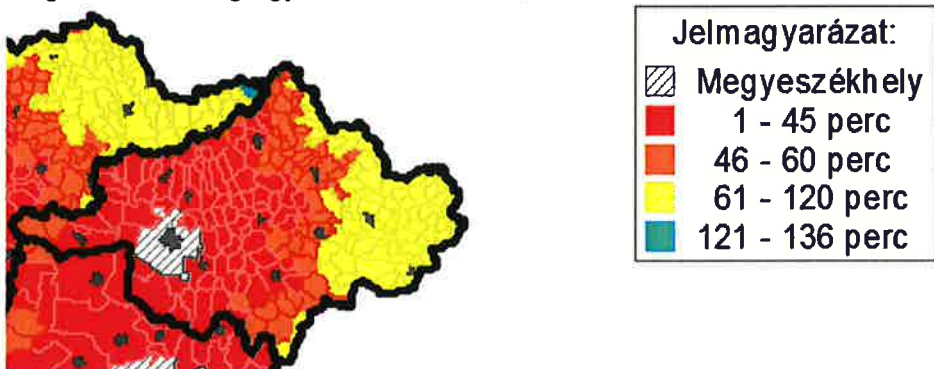 Jelmagyarázat:
Megyeszékhely
1 - 45 perc
46 - 60 perc
61 - 120 perc
121 - 136 perc